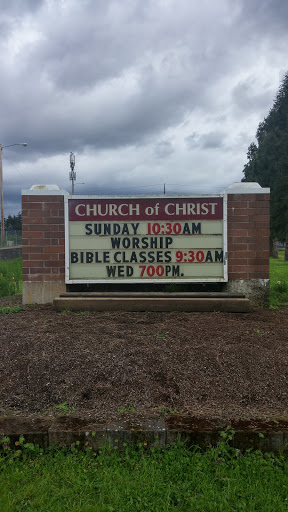 CHURCH of CHRIST
SUNDAY 10:30AM
WORSHIP
BIBLE CLASSES 9:30AM
WED 700PM.